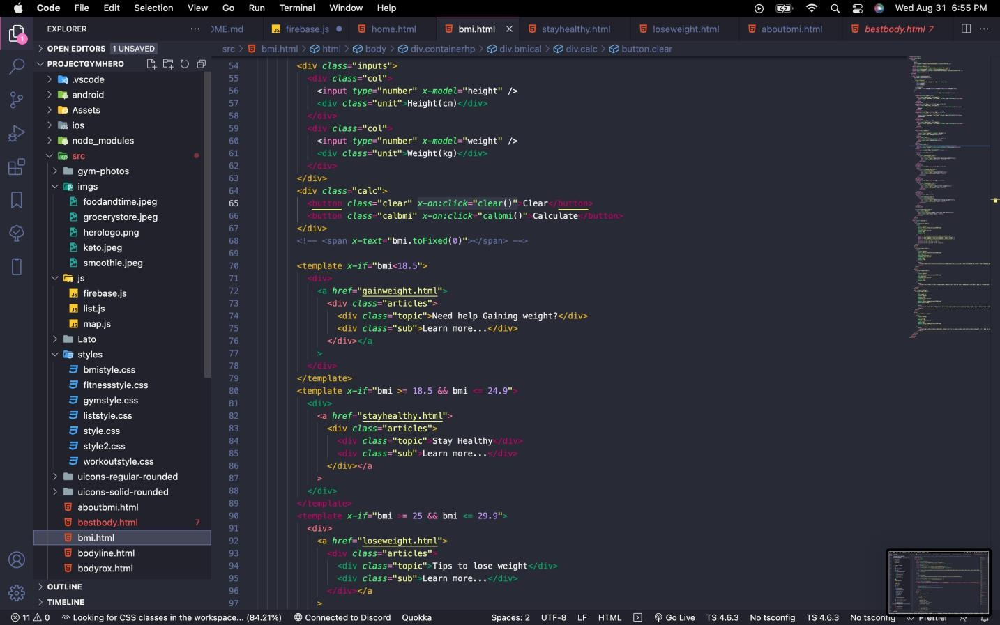 Code File Edit Selection View Go Run Terminal Window Help Wed Aug 31 6:55 PM
EXPLORER
OME.md firebase.js home.html bmi.html stayhealthy.html loseweight.html aboutbmi.html bestbody.html 7
OPEN EDITORS 1 UNSAVED
src > bmi.html > html > body > div.containerhp > div.bmical > div.calc > button.clear
PROJECTGYMHERO
.vscode
android
Assets
ios
node_modules
src
gym-photos
imgs
foodandtime.jpeg
grocerystore.jpeg
herologo.png
keto.jpeg
smoothie.jpeg
js
firebase.js
list.js
map.js
Lato
styles
bmistyle.css
fitnessstyle.css
gymstyle.css
liststyle.css
style.css
style2.css
workoutstyle.css
uicons-regular-rounded
uicons-solid-rounded
aboutbmi.html
bestbody.html 7
bmi.html
bodyline.html
bodyrox.html
OUTLINE
TIMELINE
1
54 <div class="inputs">
55 <div class="col">
56 <input type="number" x-model="height" />
57 <div class="unit">Height(cm)</div>
58 </div>
59 <div class="col">
60 <input type="number" x-model="weight" />
61 <div class="unit">Weight(kg)</div>
62 </div>
63 </div>
64 <div class="calc">
65 <button class="clear" x-on:click="clear()">Clear</button>
66 <button class="calbmi" x-on:click="calbmi()">Calculate</button>
67 </div>
68 <!-- <span x-text="bmi.toFixed(0)"></span> -->
69
70 <template x-if="bmi<18.5">
71 <div>
72 <a href="gainweight.html">
73 <div class="articles">
74 <div class="topic">Need help Gaining weight?</div>
75 <div class="sub">Learn more...</div>
76 </div></a
77 >
78 </div>
79 </template>
80 <template x-if="bmi >= 18.5 && bmi <= 24.9">
81 <div>
82 <a href="stayhealthy.html">
83 <div class="articles">
84 <div class="topic">Stay Healthy</div>
85 <div class="sub">Learn more...</div>
86 </div></a
87 >
88 </div>
89 </template>
90 <template x-if="bmi >= 25 && bmi <= 29.9">
91 <div>
92 <a href="loseweight.html">
93 <div class="articles">
94 <div class="topic">Tips to lose weight</div>
95 <div class="sub">Learn more...</div>
96 </div></a
97 >
11 0 Looking for CSS classes in the workspace... (84.21%) Connected to Discord Quokka Spaces: 2 UTF-8 LF HTML Go Live TS 4.6.3 No tsconfig TS 4.6.3 No tsconfig Prettier